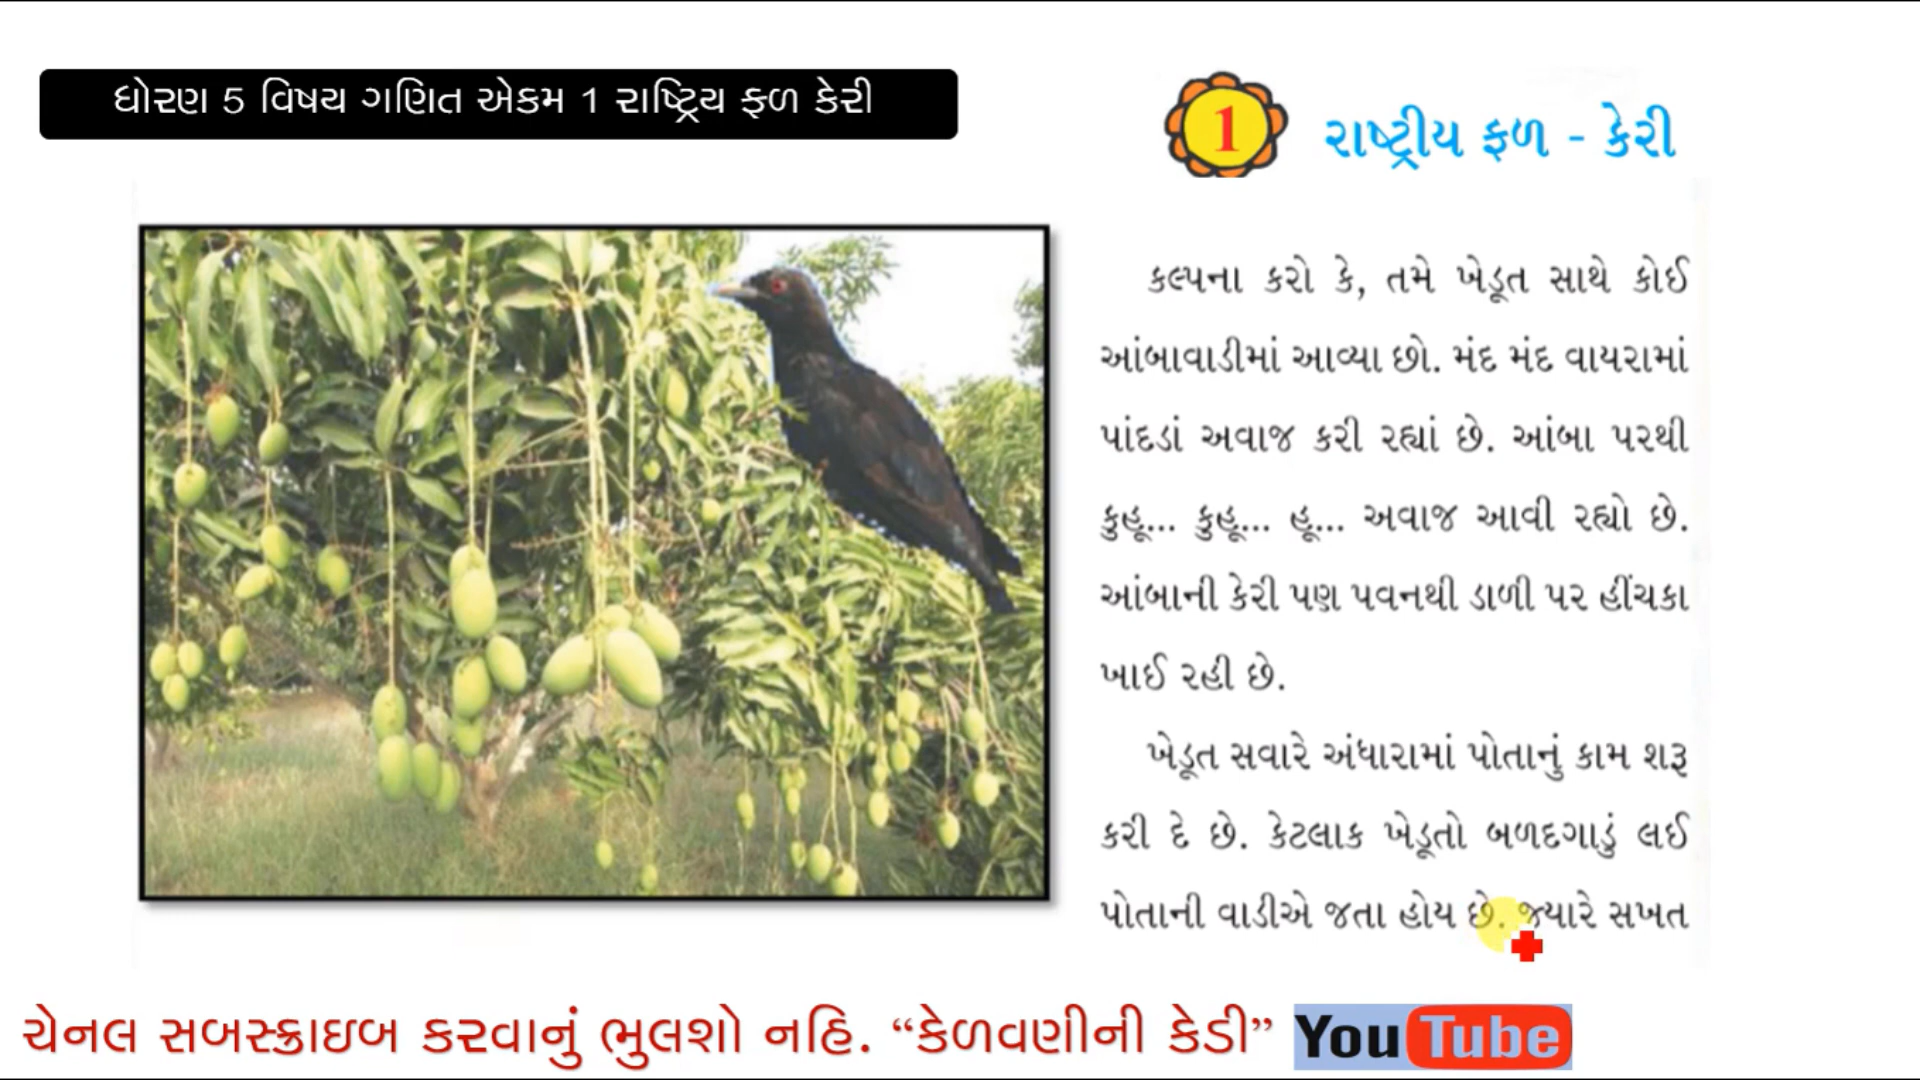 ધોરણ 5 વિષય ગણિત એકમ 1 રાષ્ટ્રિય ફળ કેરી
1 રાષ્ટ્રીય ફળ - કેરી
કલ્પના કરો કે, તમે ખેડૂત સાથે કોઈ
આંબાવાડીમાં આવ્યા છો. મંદ મંદ વાયરામાં
પાંદડાં અવાજ કરી રહ્યાં છે. આંબા પરથી
કુહૂ... કુહૂ... હૂ... અવાજ આવી રહ્યો છે.
આંબાની કેરી પણ પવનથી ડાળી પર હીંચકા
ખાઈ રહી છે.
ખેડૂત સવારે અંધારામાં પોતાનું કામ શરૂ
કરી દે છે. કેટલાક ખેડૂતો બળદગાડું લઈ
પોતાની વાડીએ જતા હોય છે. જ્યારે સખત
ચેનલ સબસ્ક્રાઇબ કરવાનું ભુલશો નહિ. “કેળવણીની કેડી” YouTube